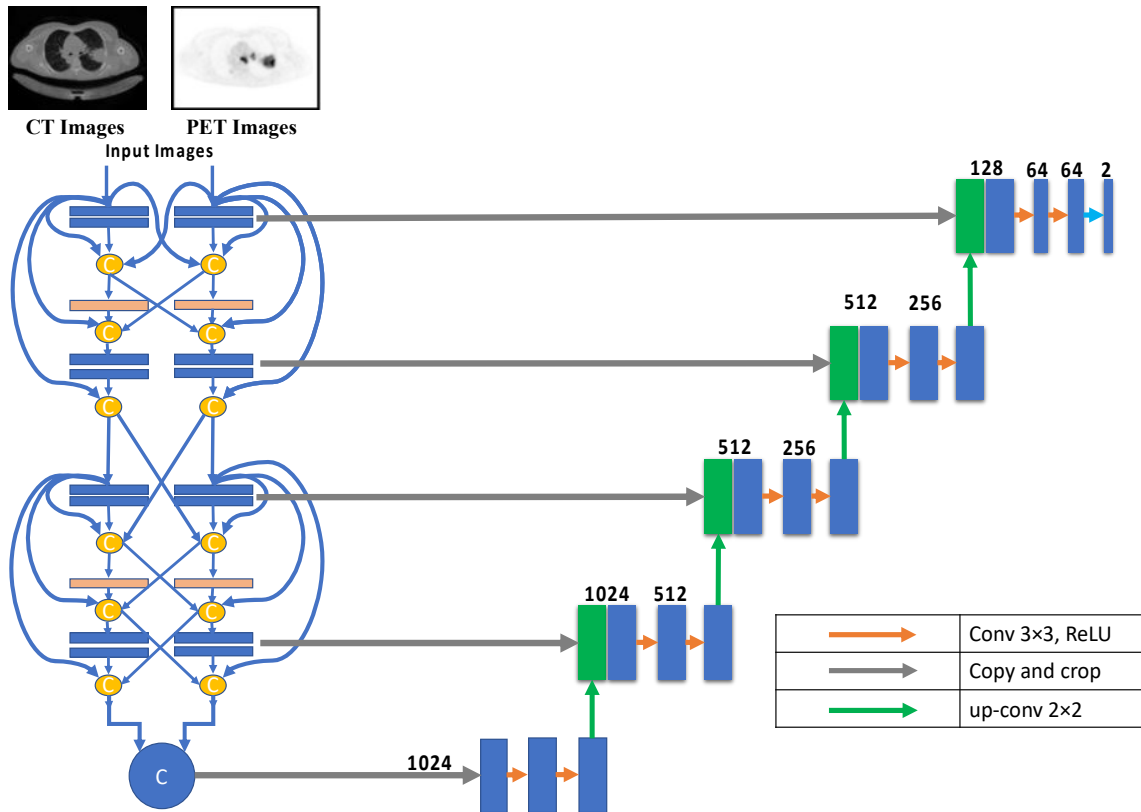 CT Images
PET Images
Input Images
128
64
64
2
C
C
C
C
512
256
C
C
512
256
C
C
C
C
1024
512
C
C
Conv 3×3, ReLU
Copy and crop
up-conv 2×2
C
1024